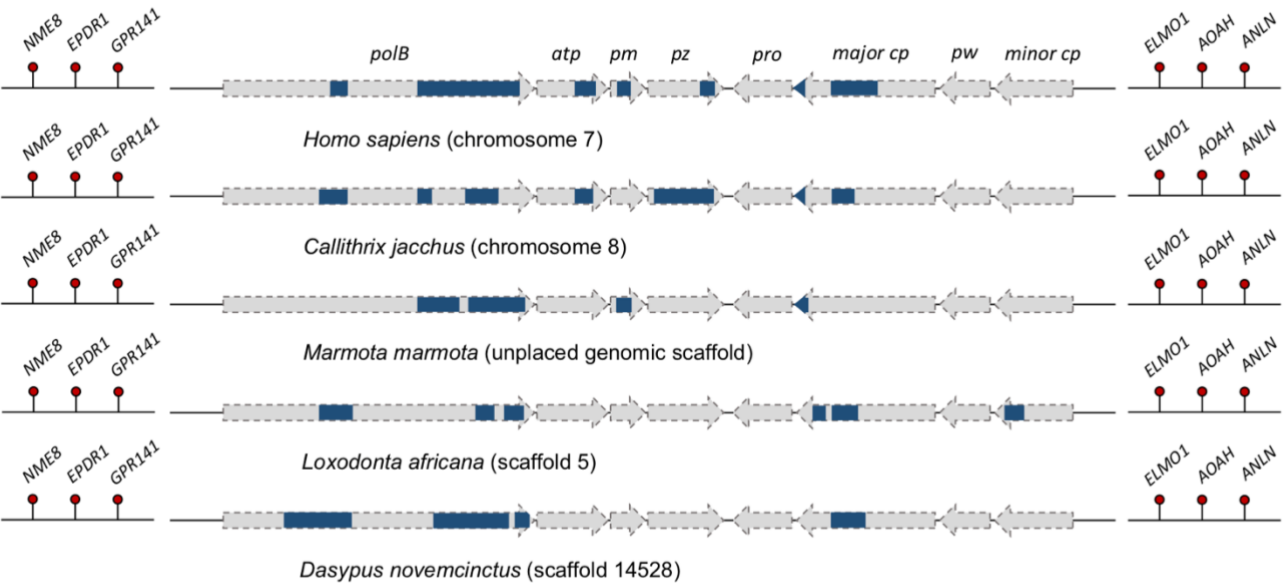 NME8 EPDR1 GPR141 polB atp pm pz pro major cp pw minor cp ELMO1 AOAH ANLN
Homo sapiens (chromosome 7)
NME8 EPDR1 GPR141 ELMO1 AOAH ANLN
Callithrix jacchus (chromosome 8)
NME8 EPDR1 GPR141 ELMO1 AOAH ANLN
Marmota marmota (unplaced genomic scaffold)
NME8 EPDR1 GPR141 ELMO1 AOAH ANLN
Loxodonta africana (scaffold 5)
NME8 EPDR1 GPR141 ELMO1 AOAH ANLN
Dasypus novemcinctus (scaffold 14528)